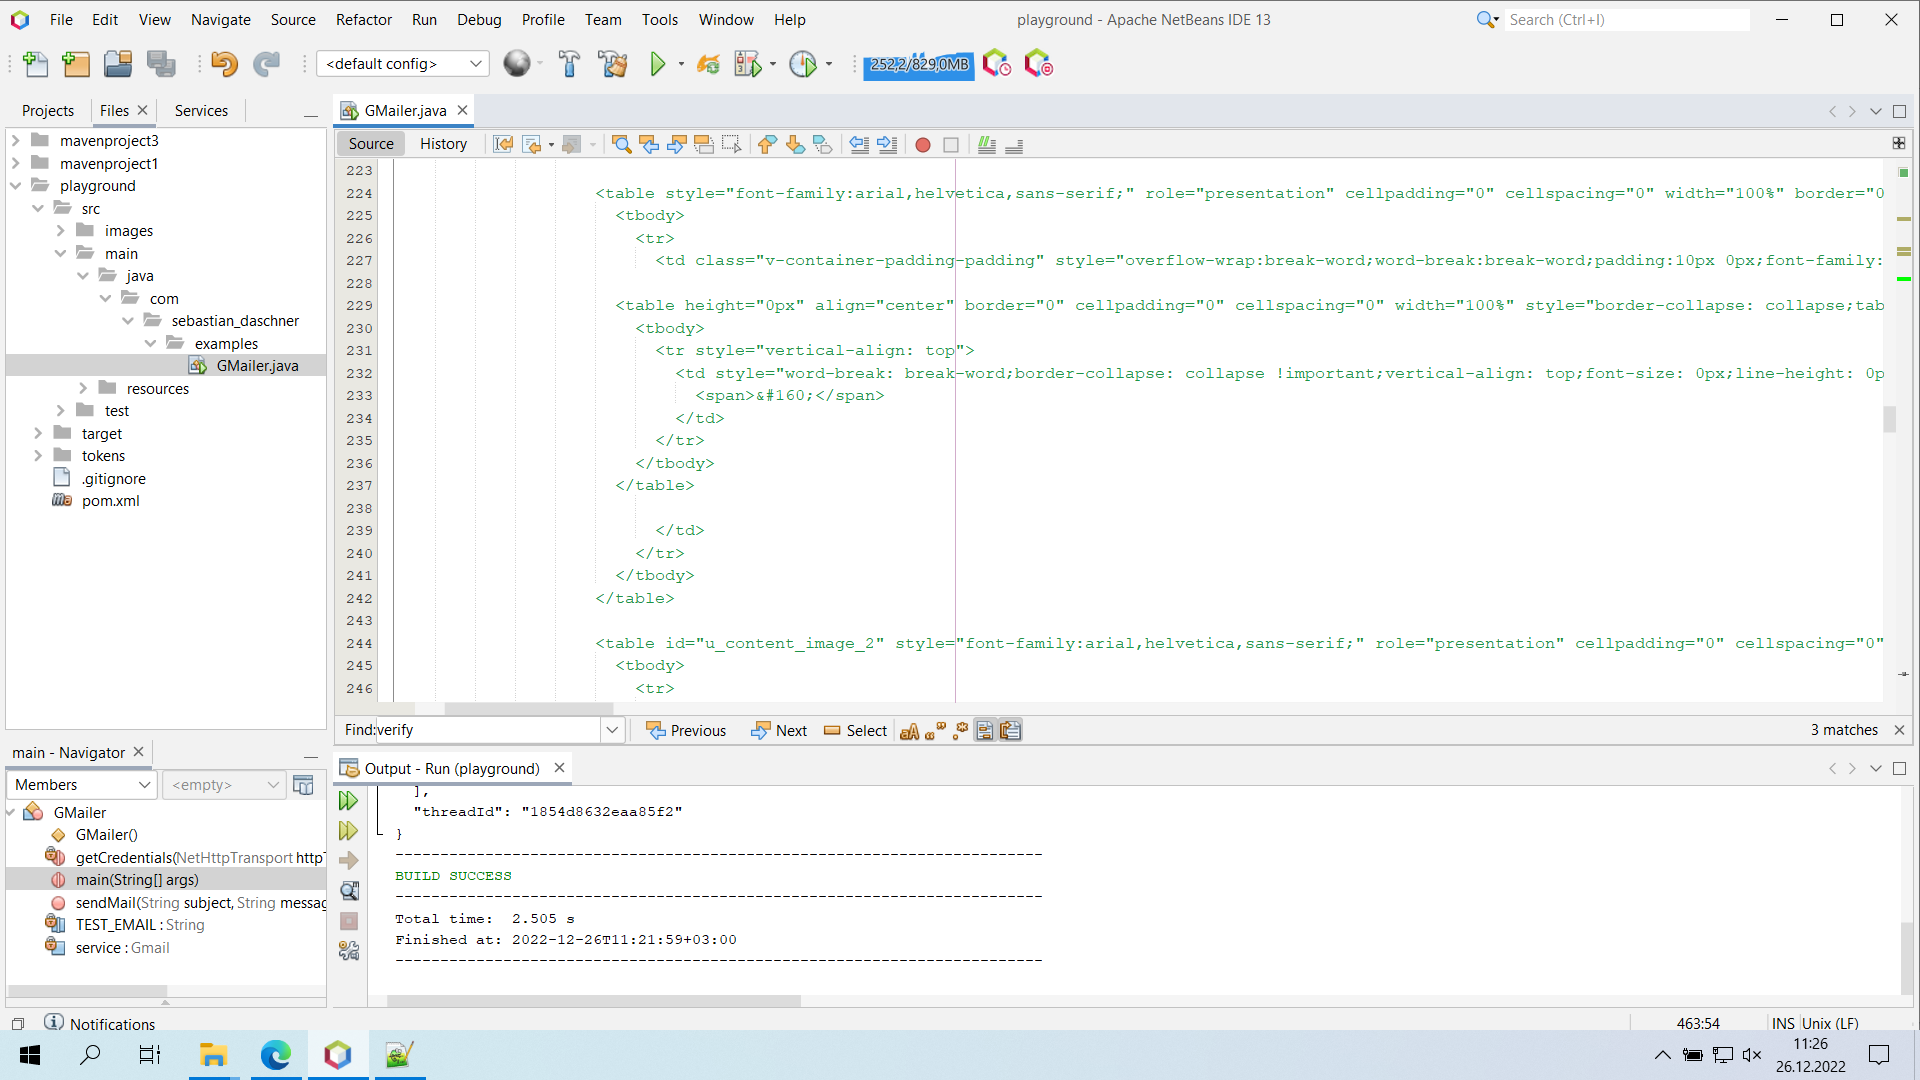 File Edit View Navigate Source Refactor Run Debug Profile Team Tools Window Help
playground - Apache NetBeans IDE 13
Search (Ctrl+I)
<default config>
252,2/829,0MB
Projects Files Services
GMailer.java
mavenproject3
mavenproject1
playground
src
images
main
java
com
sebastian_daschner
examples
GMailer.java
resources
test
target
tokens
.gitignore
pom.xml
Source History
223
224 <table style="font-family:arial,helvetica,sans-serif;" role="presentation" cellpadding="0" cellspacing="0" width="100%" border="0
225 <tbody>
226 <tr>
227 <td class="v-container-padding-padding" style="overflow-wrap:break-word;word-break:break-word;padding:10px 0px;font-family:
228
229 <table height="0px" align="center" border="0" cellpadding="0" cellspacing="0" width="100%" style="border-collapse: collapse;tab
230 <tbody>
231 <tr style="vertical-align: top">
232 <td style="word-break: break-word;border-collapse: collapse !important;vertical-align: top;font-size: 0px;line-height: 0p
233 <span>&#160;</span>
234 </td>
235 </tr>
236 </tbody>
237 </table>
238
239 </td>
240 </tr>
241 </tbody>
242 </table>
243
244 <table id="u_content_image_2" style="font-family:arial,helvetica,sans-serif;" role="presentation" cellpadding="0" cellspacing="0"
245 <tbody>
246 <tr>
Find:verify
Previous Next Select
3 matches
main - Navigator
Members
<empty>
GMailer
GMailer()
getCredentials(NetHttpTransport httpT
main(String[] args)
sendMail(String subject, String messag
TEST_EMAIL : String
service : Gmail
Output - Run (playground)
],
"threadId": "1854d8632eaa85f2"
}
------------------------------------------------------------------------
BUILD SUCCESS
------------------------------------------------------------------------
Total time:  2.505 s
Finished at: 2022-12-26T11:21:59+03:00
------------------------------------------------------------------------
Notifications
463:54 INS Unix (LF)
11:26
26.12.2022